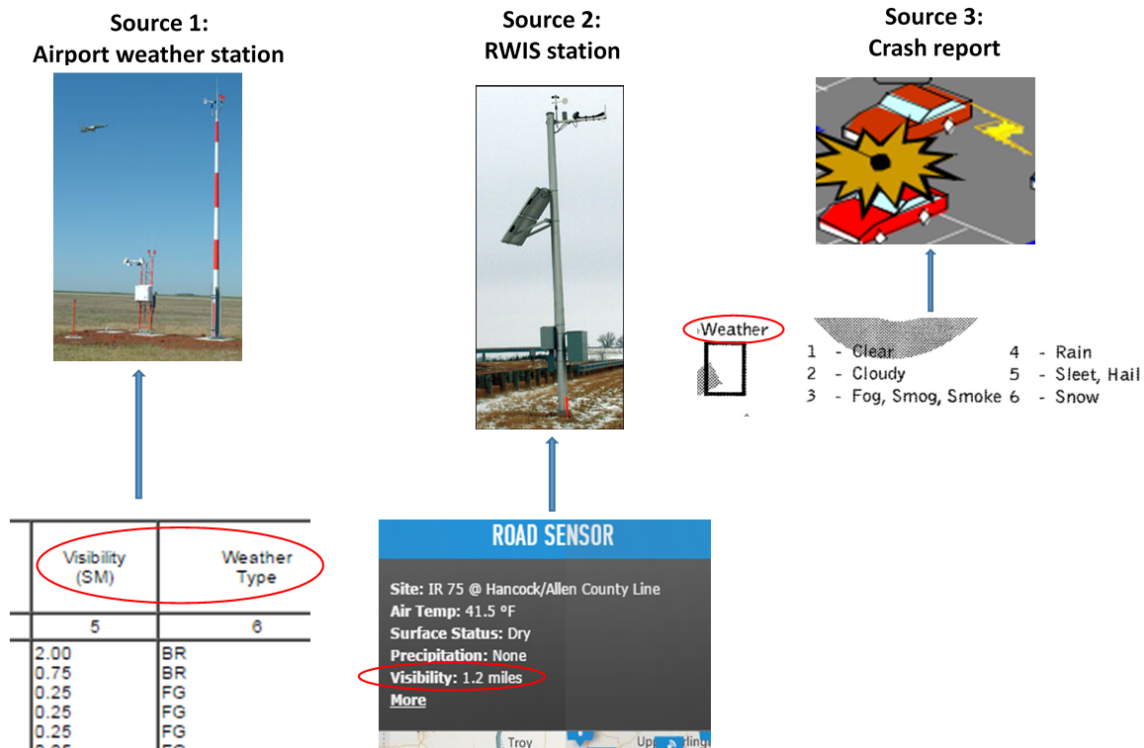 Source 1:
Airport weather station
Source 2:
RWIS station
Source 3:
Crash report
Weather
1 - Clear
2 - Cloudy
3 - Fog, Smog, Smoke
4 - Rain
5 - Sleet, Hail
6 - Snow
Visibility
(SM)
Weather
Type
5 6
2.00 BR
0.75 BR
0.25 FG
0.25 FG
0.25 FG
ROAD SENSOR
Site: IR 75 @ Hancock/Allen County Line
Air Temp: 41.5 ºF
Surface Status: Dry
Precipitation: None
Visibility: 1.2 miles
More
Troy